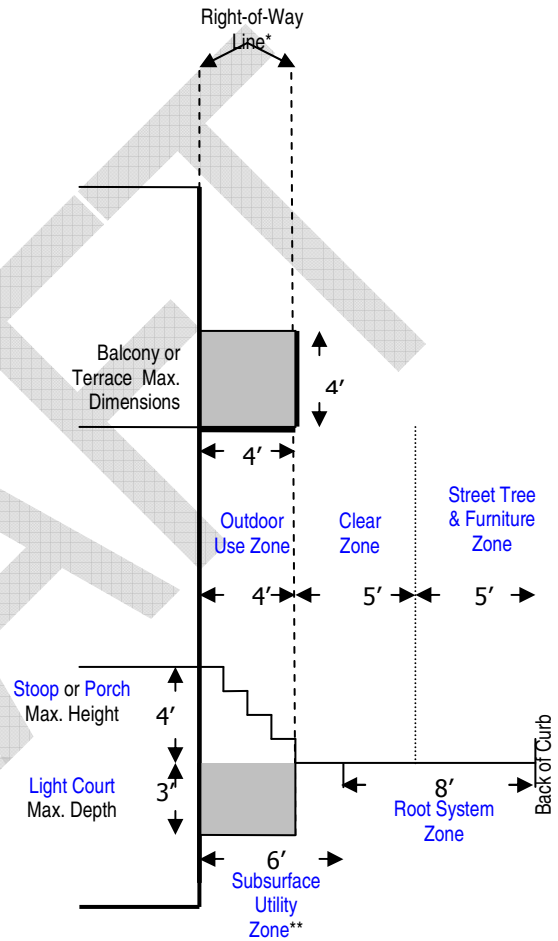 Right-of-Way
Line*
Balcony or
Terrace Max.
Dimensions
4'
4'
Outdoor
Use Zone
Clear
Zone
Street Tree
& Furniture
Zone
4'
5'
5'
Stoop or Porch
Max. Height
4'
Light Court
Max. Depth
3'
8'
Root System
Zone
Back of Curb
6'
Subsurface
Utility
Zone**